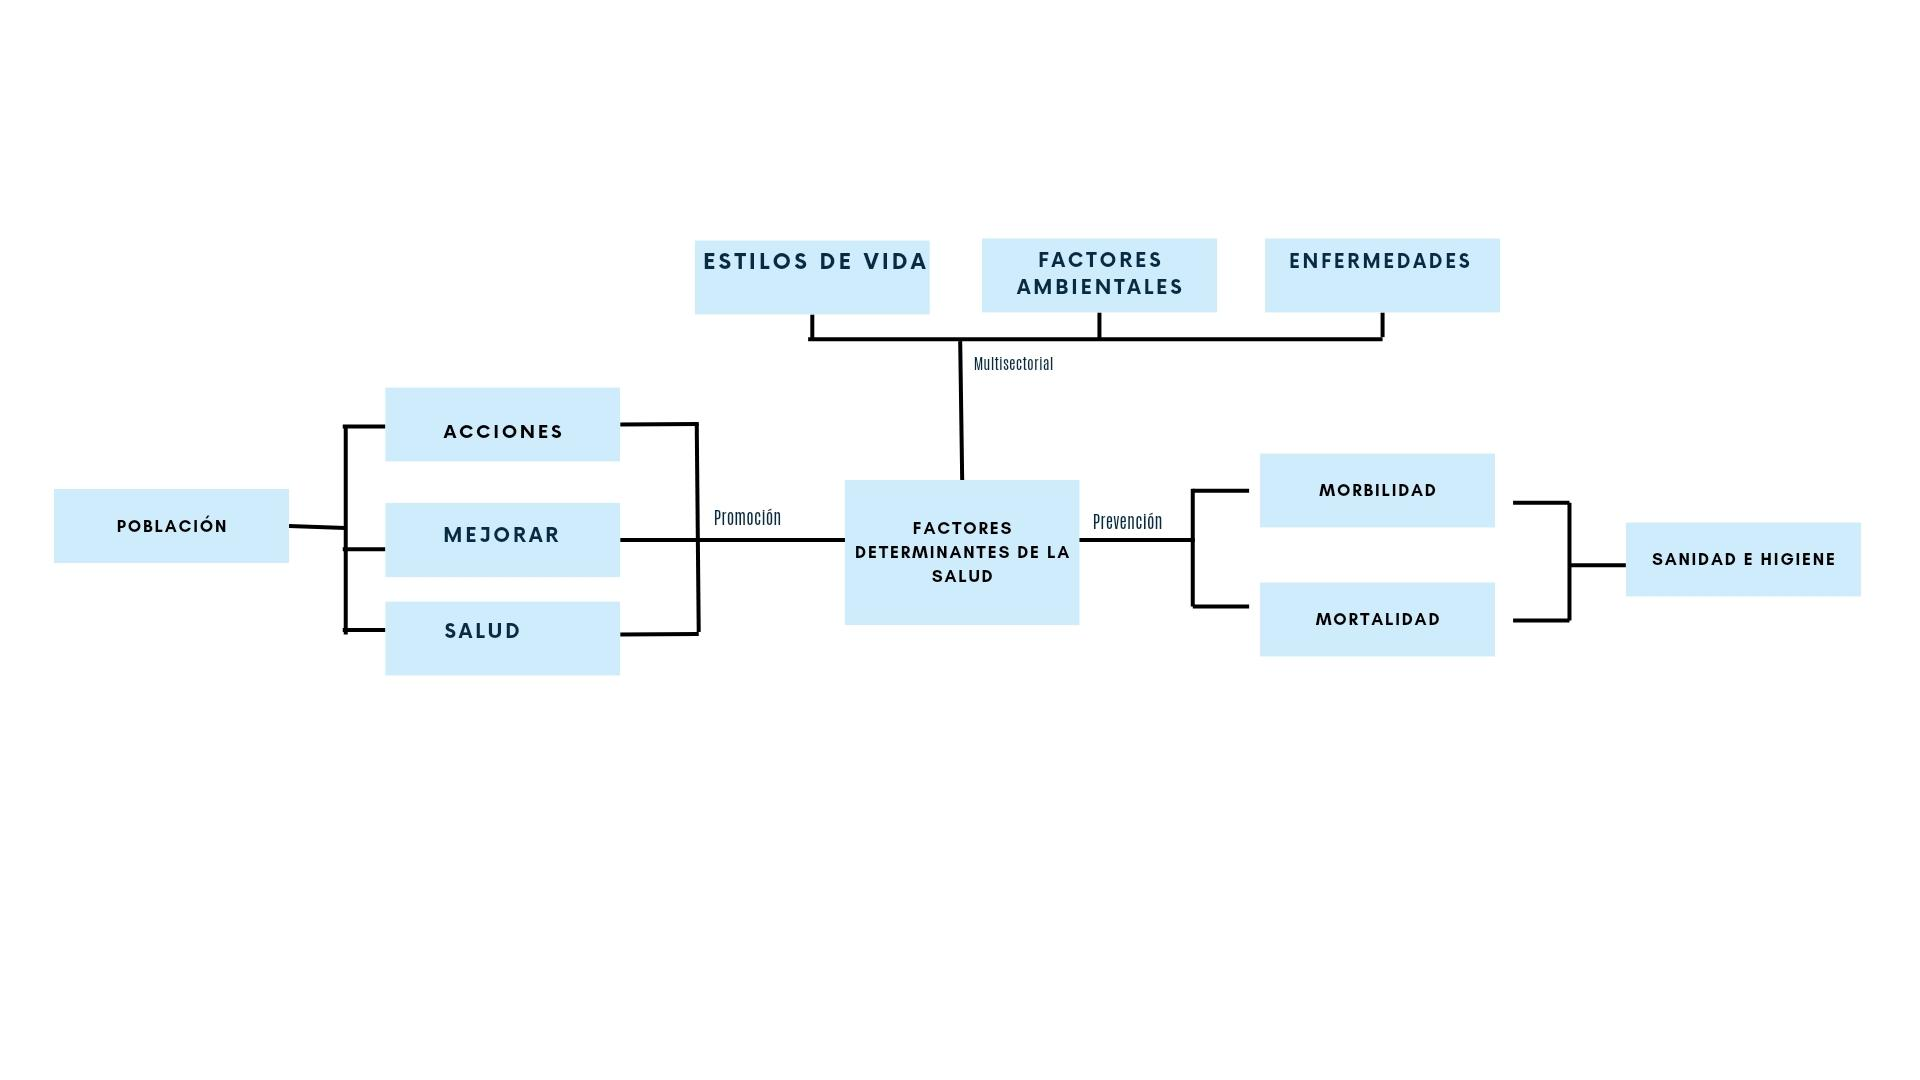 ESTILOS DE VIDA
FACTORES
AMBIENTALES
ENFERMEDADES
Multisectorial
ACCIONES
POBLACIÓN
MEJORAR
SALUD
Promoción
FACTORES
DETERMINANTES DE LA
SALUD
Prevención
MORBILIDAD
MORTALIDAD
SANIDAD E HIGIENE